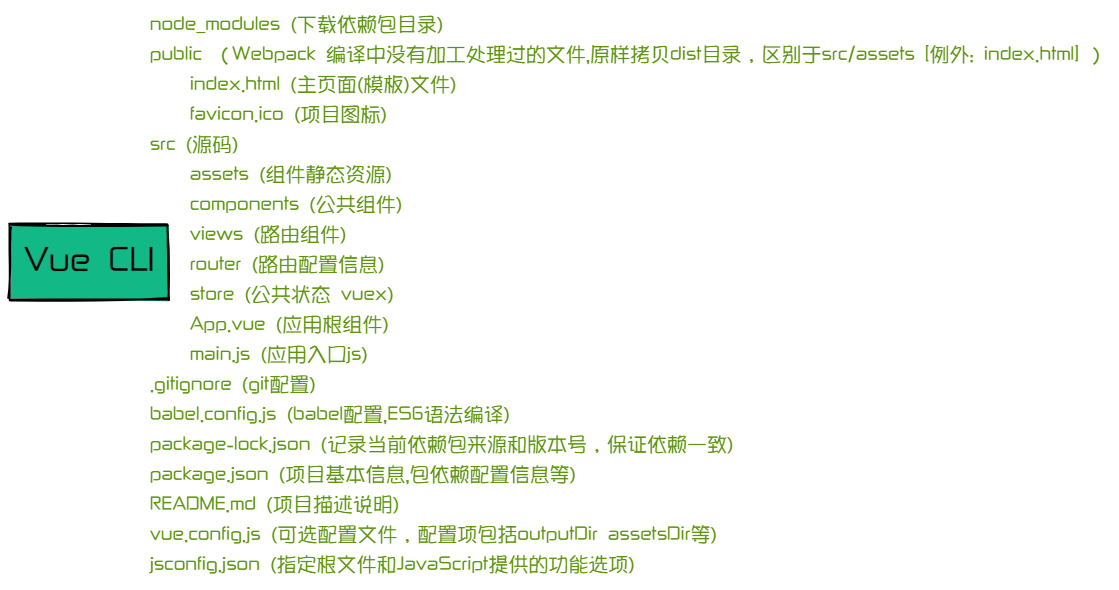 node_modules (下载依赖包目录)
public （Webpack 编译中没有加工处理过的文件,原样拷贝dist目录，区别于src/assets [例外: index.html] ）
index.html (主页面(模板)文件)
favicon.ico (项目图标)
src (源码)
assets (组件静态资源)
components (公共组件)
views (路由组件)
Vue CLI
router (路由配置信息)
store (公共状态 vuex)
App.vue (应用根组件)
main.js (应用入口js)
.gitignore (git配置)
babel.config.js (babel配置,ES6语法编译)
package-lock.json (记录当前依赖包来源和版本号，保证依赖一致)
package.json (项目基本信息,包依赖配置信息等)
README.md (项目描述说明)
vue.config.js (可选配置文件，配置项包括outputDir assetsDir等)
jsconfig.json (指定根文件和JavaScript提供的功能选项)